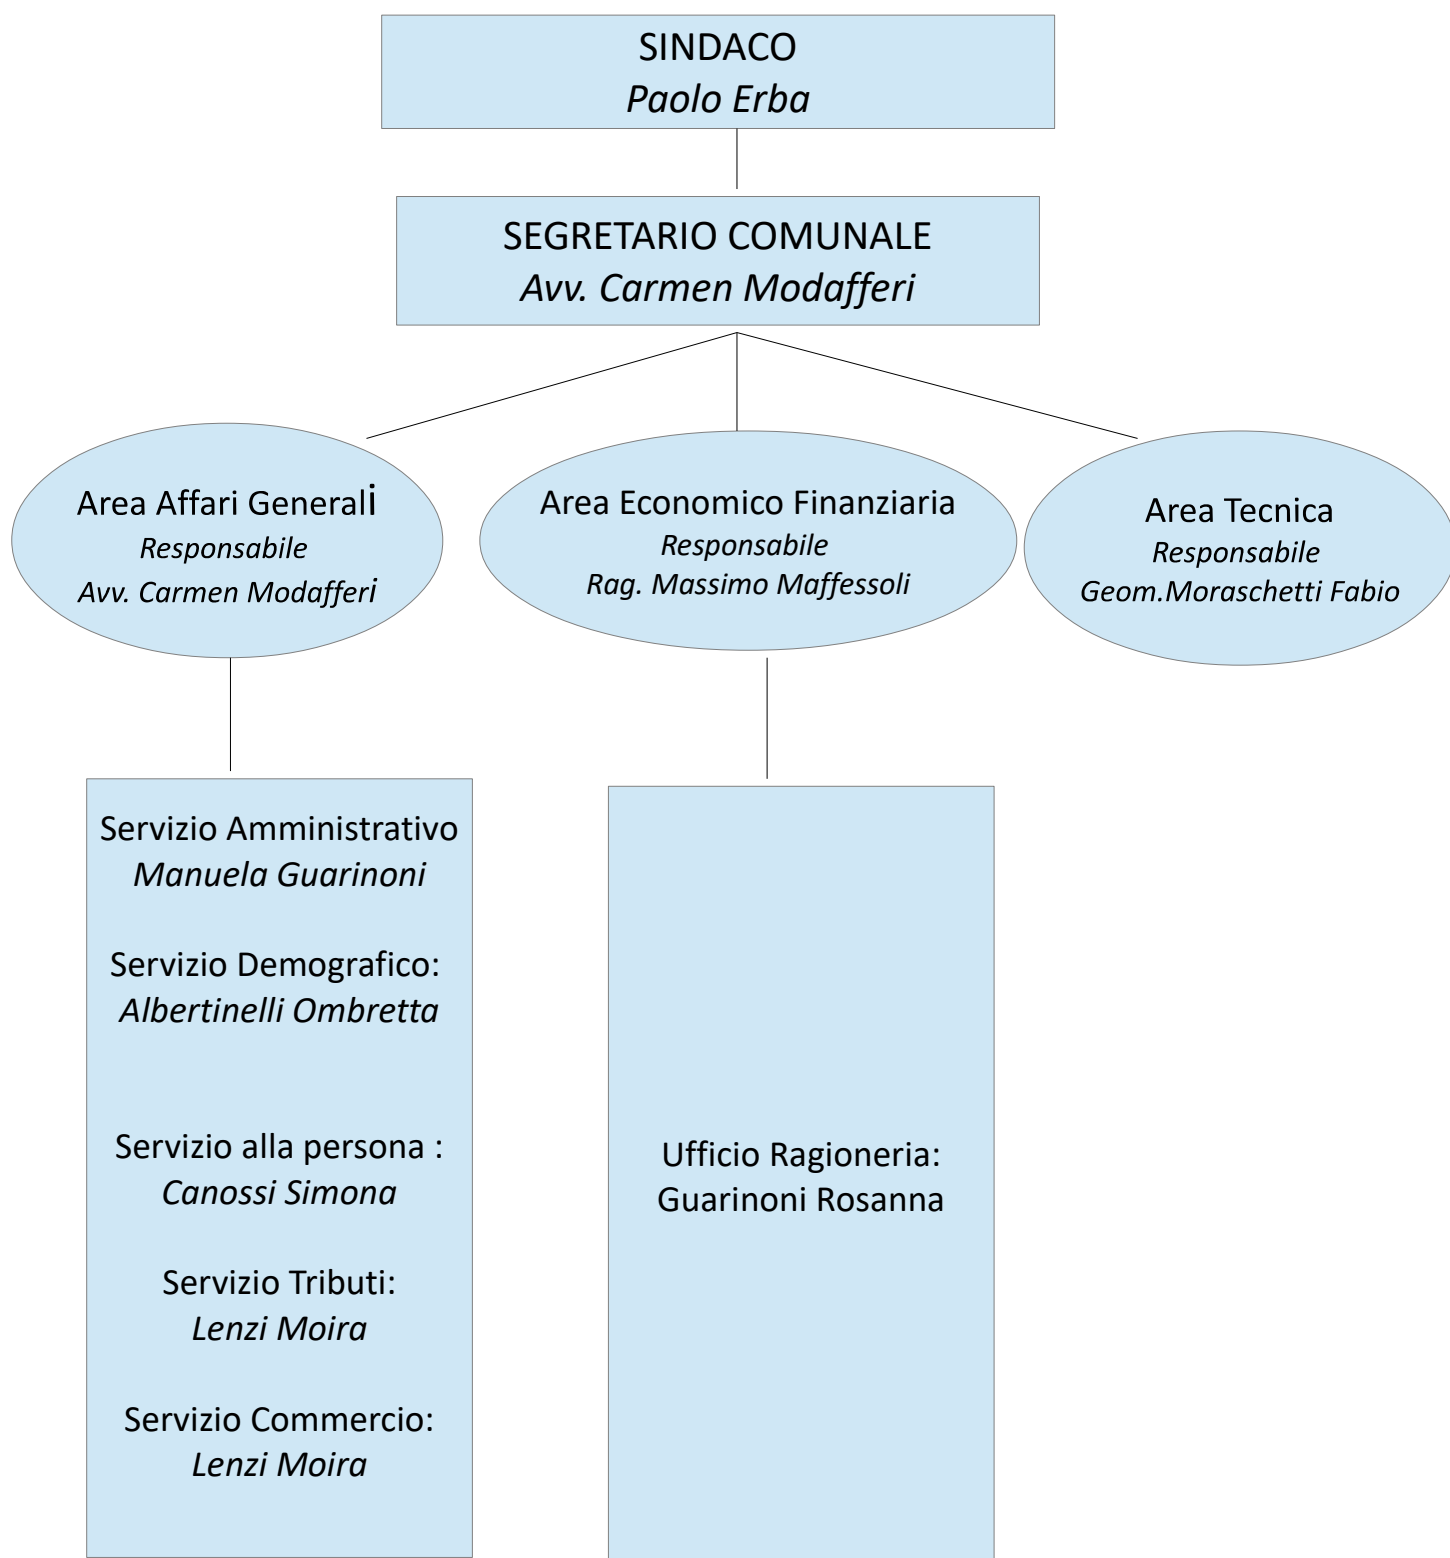 SINDACO
Paolo Erba
SEGRETARIO COMUNALE
Avv. Carmen Modafferi
Area Affari Generali
Responsabile
Avv. Carmen Modafferi
Area Economico Finanziaria
Responsabile
Rag. Massimo Maffessoli
Area Tecnica
Responsabile
Geom.Moraschetti Fabio
Servizio Amministrativo
Manuela Guarinoni
Servizio Demografico:
Albertinelli Ombretta
Servizio alla persona :
Canossi Simona
Servizio Tributi:
Lenzi Moira
Servizio Commercio:
Lenzi Moira
Ufficio Ragioneria:
Guarinoni Rosanna